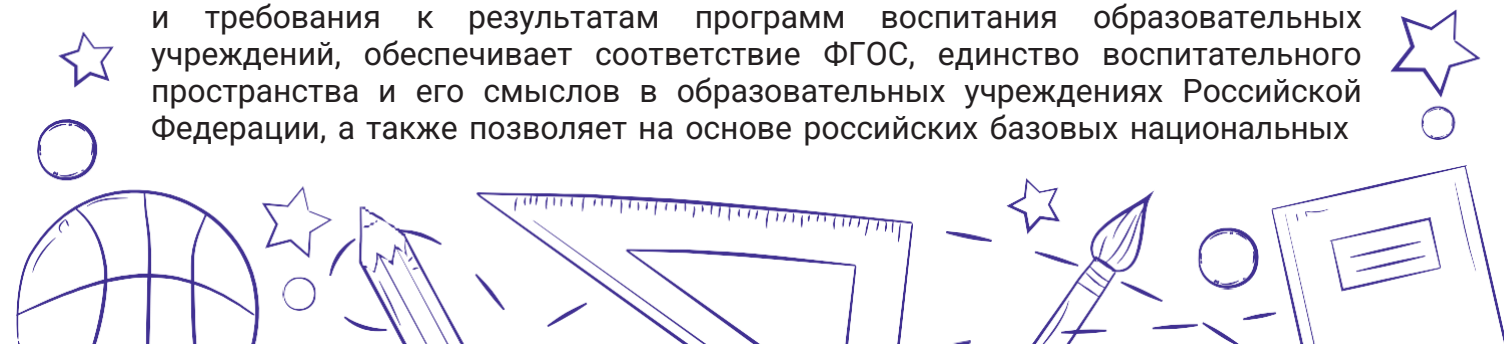 и требования к результатам программ воспитания образовательных
учреждений, обеспечивает соответствие ФГОС, единство воспитательного
пространства и его смыслов в образовательных учреждениях Российской
Федерации, а также позволяет на основе российских базовых национальных